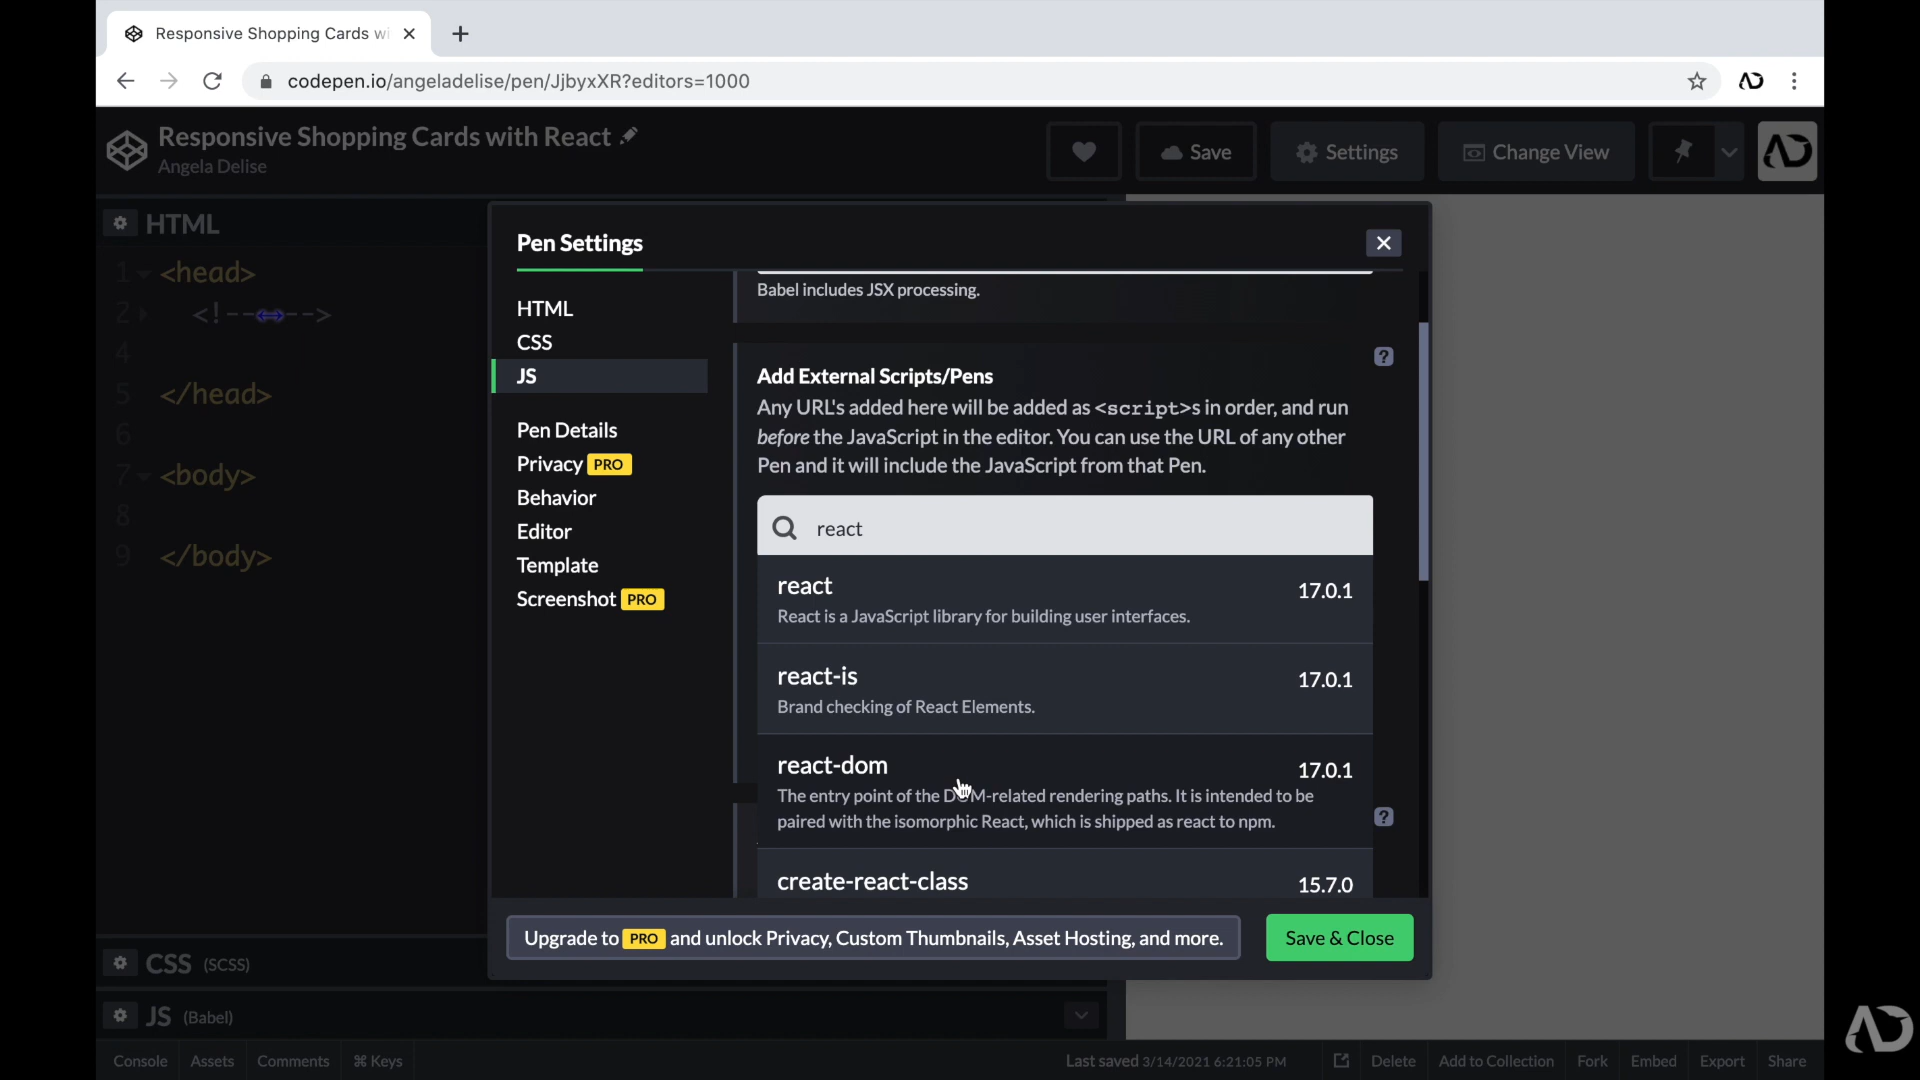 Responsive Shopping Cards wi
codepen.io/angeladelise/pen/JjbyxXR?editors=1000
Responsive Shopping Cards with React
Angela Delise
Save
Settings
Change View
HTML
1 <head>
2 <!--↔-->
4
5 </head>
6
7 <body>
8
9 </body>
Pen Settings
HTML
CSS
JS
Pen Details
Privacy PRO
Behavior
Editor
Template
Screenshot PRO
Babel includes JSX processing.
Add External Scripts/Pens
?
Any URL's added here will be added as <script>s in order, and run
before the JavaScript in the editor. You can use the URL of any other
Pen and it will include the JavaScript from that Pen.
react
react 17.0.1
React is a JavaScript library for building user interfaces.
react-is 17.0.1
Brand checking of React Elements.
react-dom 17.0.1
The entry point of the DOM-related rendering paths. It is intended to be
paired with the isomorphic React, which is shipped as react to npm.
?
create-react-class 15.7.0
Upgrade to PRO and unlock Privacy, Custom Thumbnails, Asset Hosting, and more.
Save & Close
CSS (SCSS)
JS (Babel)
Console Assets Comments ⌘ Keys
Last saved 3/14/2021 6:21:05 PM
Delete Add to Collection Fork Embed Export Share